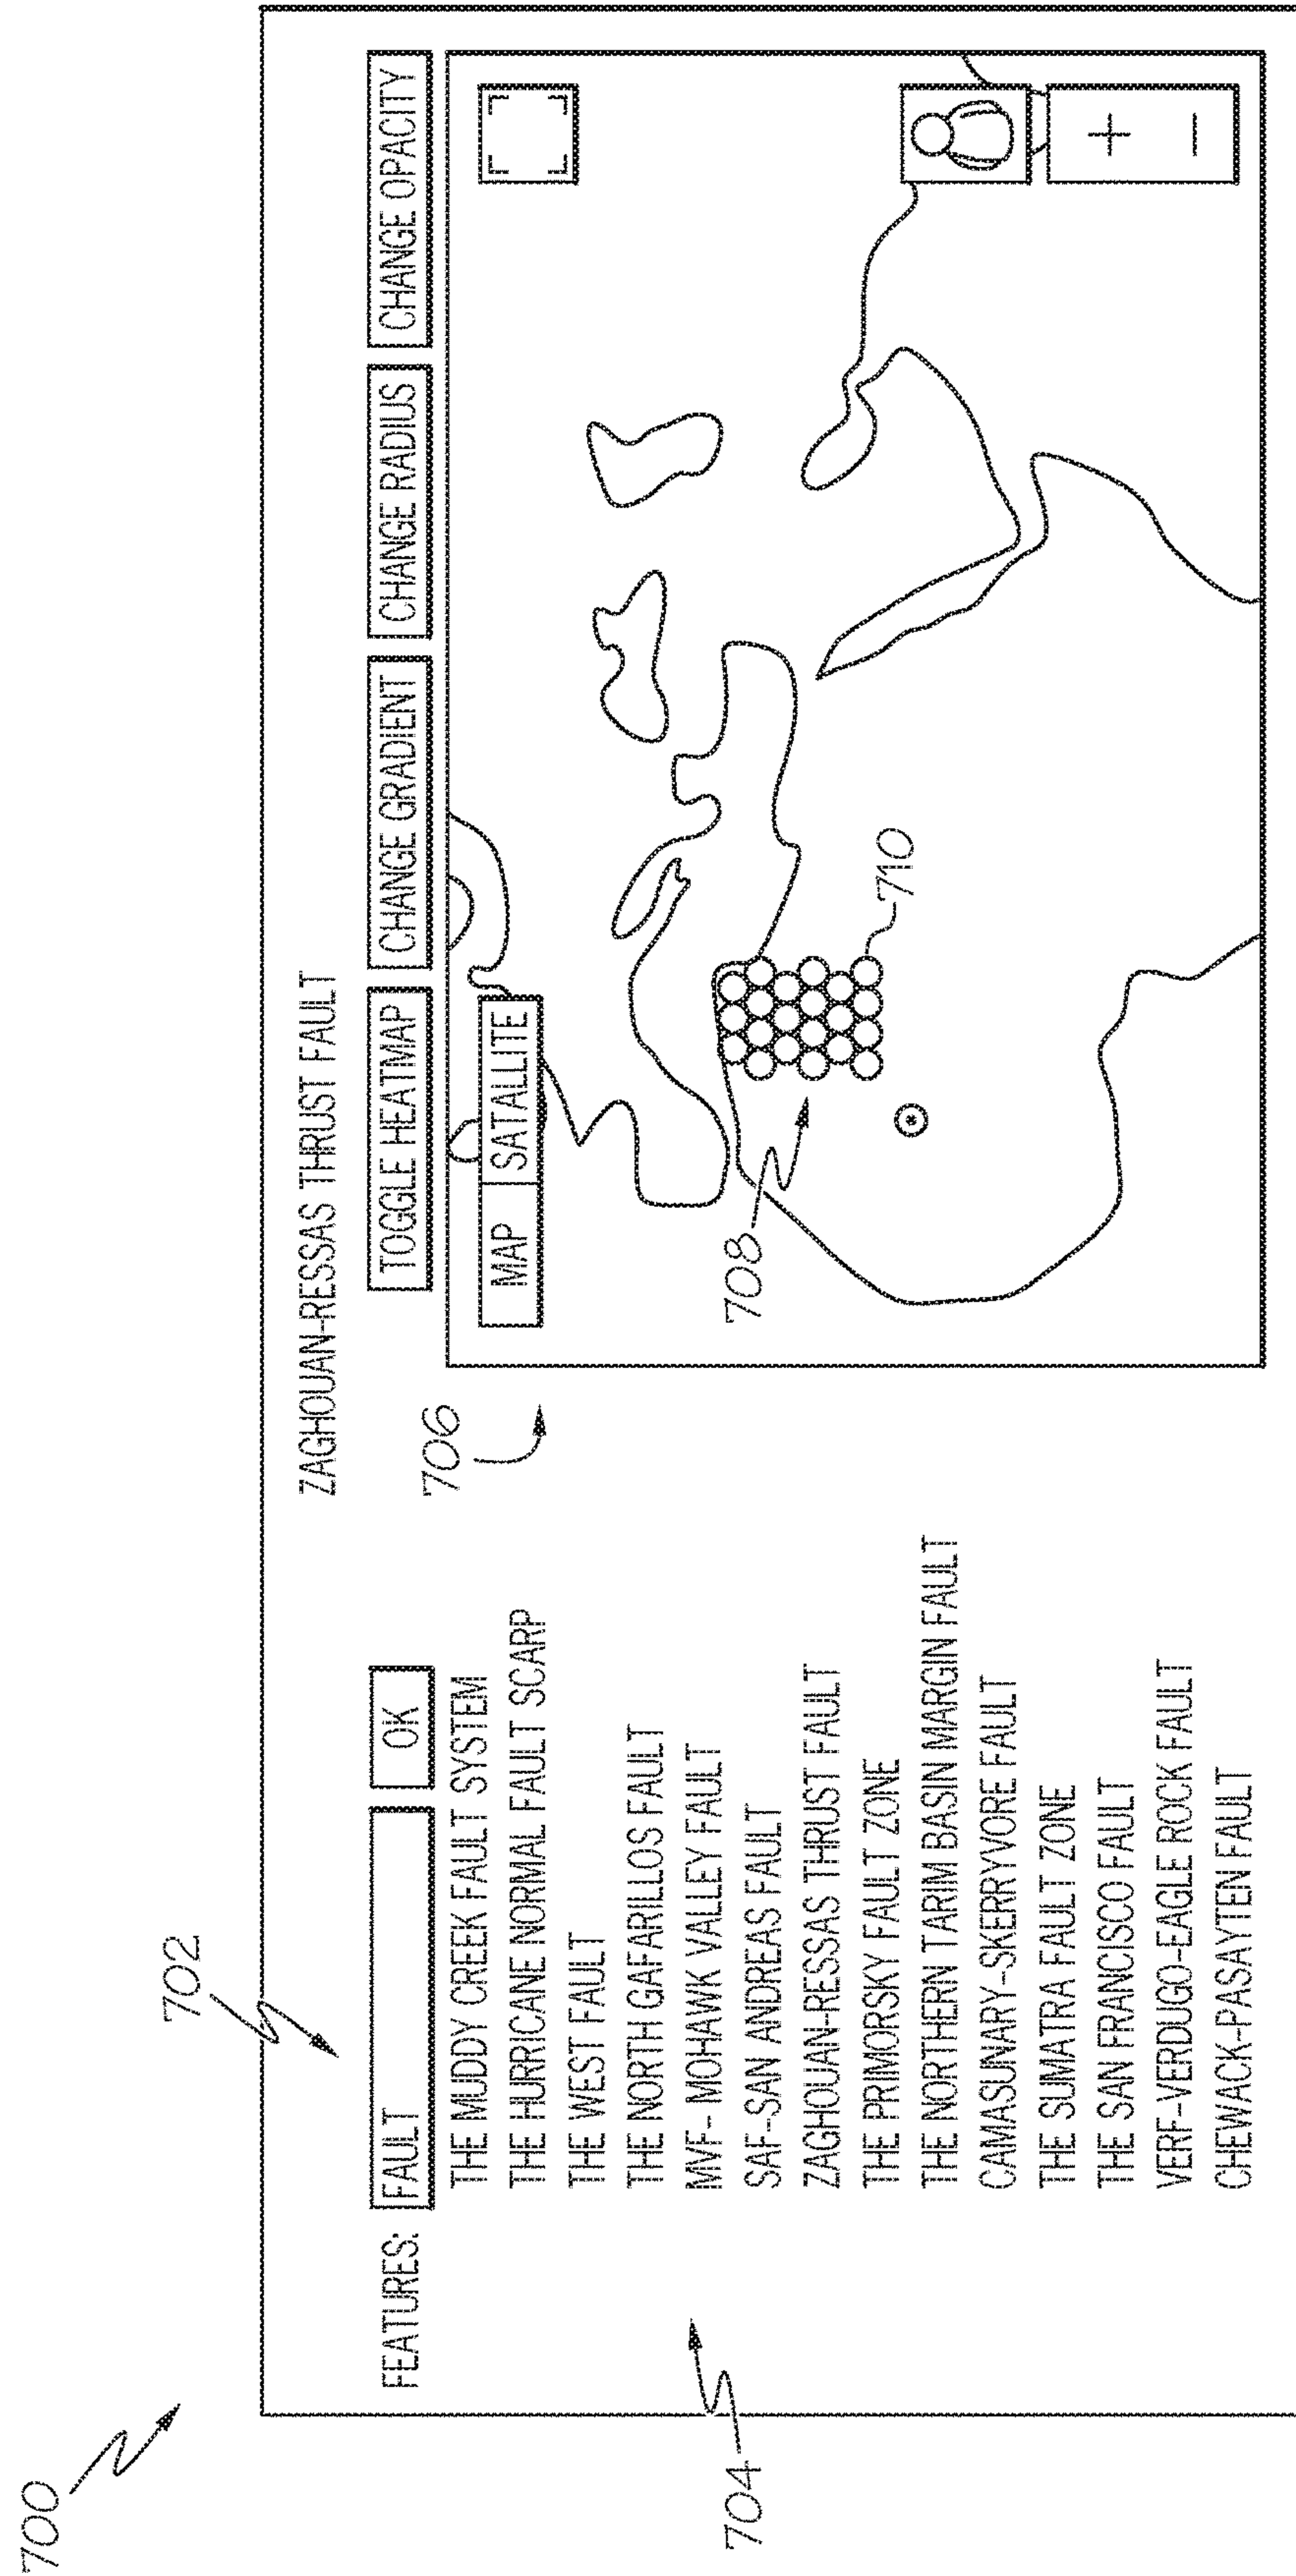 700
702
ZAGHOUAN-RESSAS THRUST FAULT
FEATURES: FAULT OK
TOGGLE HEATMAP CHANGE GRADIENT CHANGE RADIUS CHANGE OPACITY
706
704
THE MUDDY CREEK FAULT SYSTEM
THE HURRICANE NORMAL FAULT SCARP
THE WEST FAULT
THE NORTH GAFARILLOS FAULT
MVF- MOHAWK VALLEY FAULT
SAF-SAN ANDREAS FAULT
ZAGHOUAN-RESSAS THRUST FAULT
THE PRIMORSKY FAULT ZONE
THE NORTHERN TARIM BASIN MARGIN FAULT
CAMASUNARY-SKERRYVORE FAULT
THE SUMATRA FAULT ZONE
THE SAN FRANCISCO FAULT
VERF-VERDUGO-EAGLE ROCK FAULT
CHEWACK-PASAYTEN FAULT
MAP SATALLITE
708
710
+
−